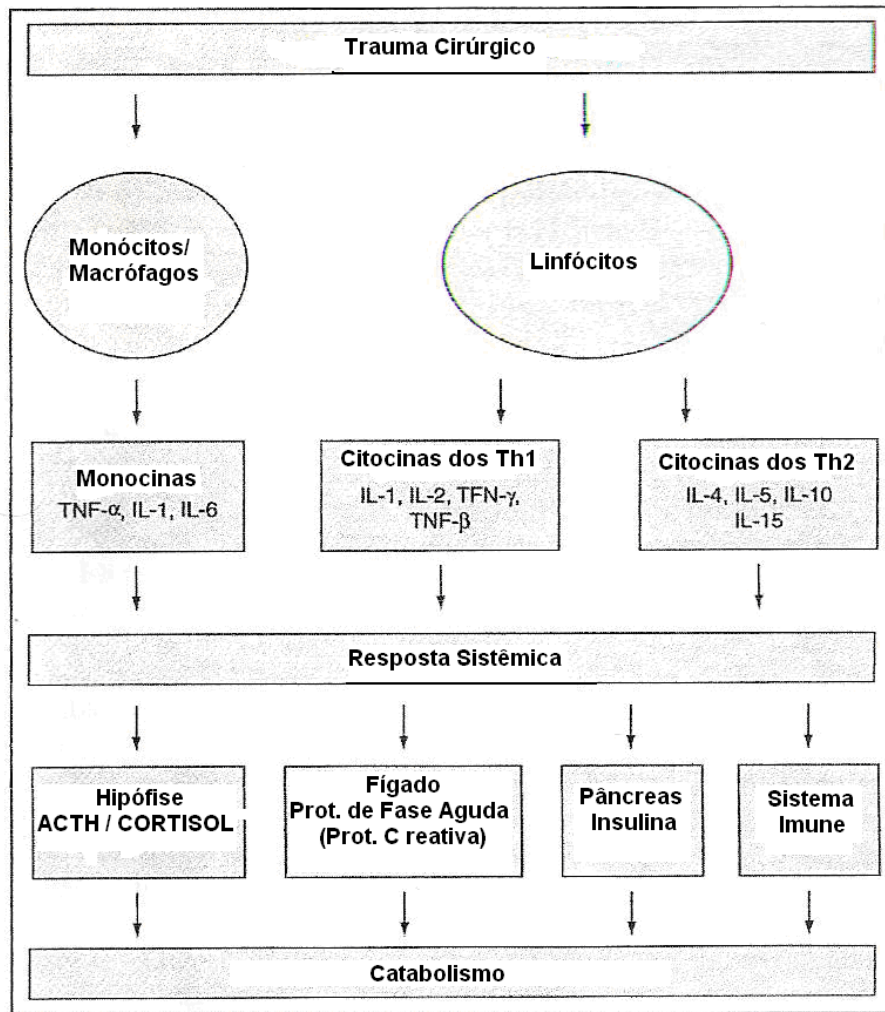 Trauma Cirúrgico
Monócitos/
Macrófagos
Linfócitos
Monocinas
TNF-α, IL-1, IL-6
Citocinas dos Th1
IL-1, IL-2, TFN-γ,
TNF-β
Citocinas dos Th2
IL-4, IL-5, IL-10
IL-15
Resposta Sistêmica
Hipófise
ACTH / CORTISOL
Fígado
Prot. de Fase Aguda
(Prot. C reativa)
Pâncreas
Insulina
Sistema
Imune
Catabolismo